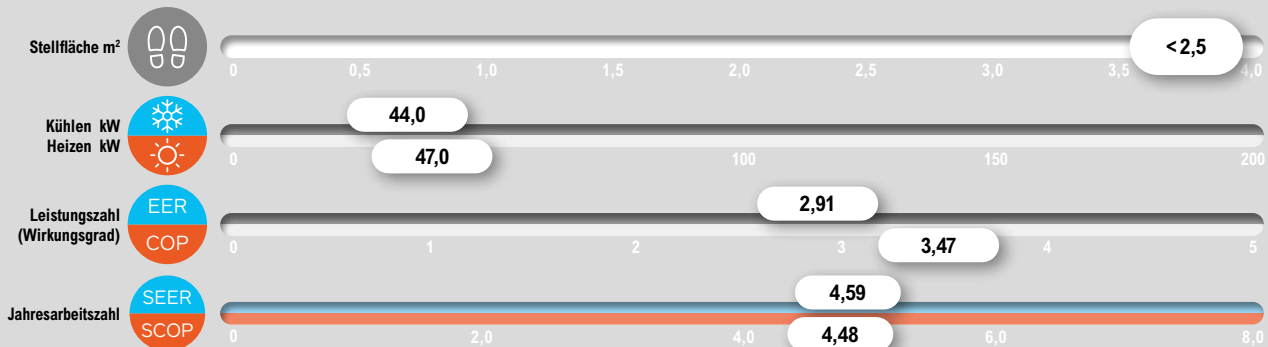 Stellfläche m²
< 2,5
0 0,5 1,0 1,5 2,0 2,5 3,0 3,5 4,0
44,0
Kühlen kW
Heizen kW
47,0
0 100 150 200
EER
2,91
Leistungszahl
(Wirkungsgrad)
COP
3,47
0 1 2 3 4 5
SEER
4,59
Jahresarbeitszahl
SCOP
4,48
0 2,0 4,0 6,0 8,0